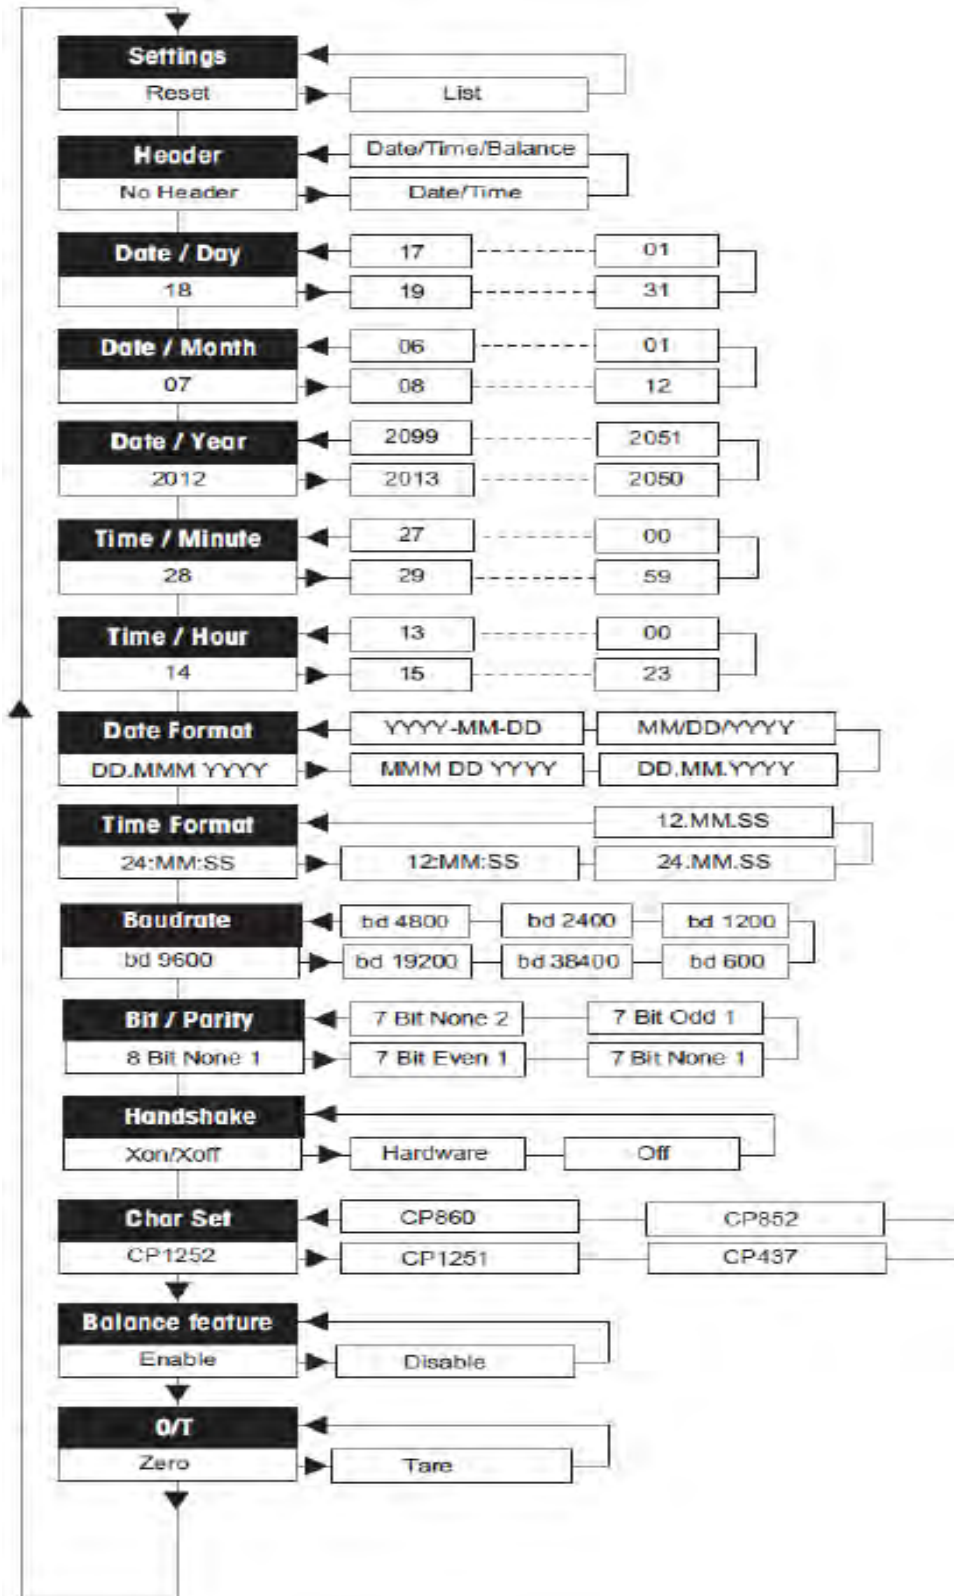 Settings
Reset List
Header Date/Time/Balance
No Header Date/Time
Date / Day 17 01
18 19 31
Date / Month 06 01
07 08 12
Date / Year 2099 2051
2012 2013 2050
Time / Minute 27 00
28 29 59
Time / Hour 13 00
14 15 23
Date Format YYYY-MM-DD MM/DD/YYYY
DD.MMM YYYY MMM DD YYYY DD.MM.YYYY
Time Format 12.MM.SS
24:MM:SS 12:MM:SS 24.MM.SS
Baudrate bd 4800 bd 2400 bd 1200
bd 9600 bd 19200 bd 38400 bd 600
Bit / Parity 7 Bit None 2 7 Bit Odd 1
8 Bit None 1 7 Bit Even 1 7 Bit None 1
Handshake
Xon/Xoff Hardware Off
Char Set CP860 CP852
CP1252 CP1251 CP437
Balance feature
Enable Disable
0/T
Zero Tare